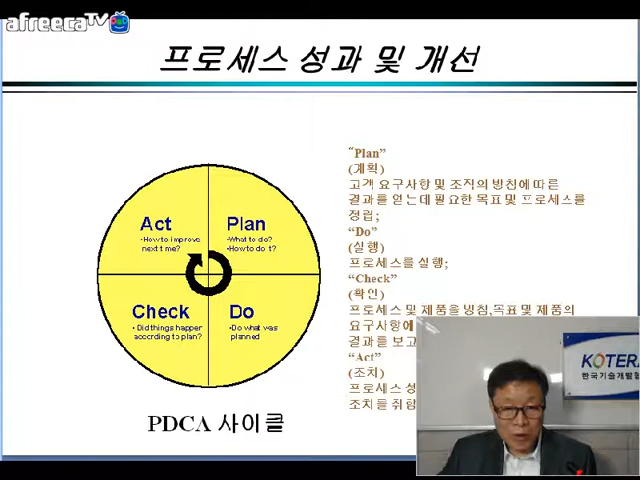 afreecaTV
프로세스 성과 및 개선
Act
•How to improve
next time?
Plan
•What to do?
•How to do it?
Check
•Did things happen
according to plan?
Do
•Do what was
planned
PDCA 사이클
“Plan”
(계획)
고객 요구사항 및 조직의 방침에 따른
결과를 얻는데 필요한 목표 및 프로세스를
정립;
“Do”
(실행)
프로세스를 실행;
“Check”
(확인)
프로세스 및 제품을 방침,목표 및 제품의
요구사항에
결과를 보고
“Act”
(조치)
프로세스 성
조치를 취함
KOTERA
한국기술개발협